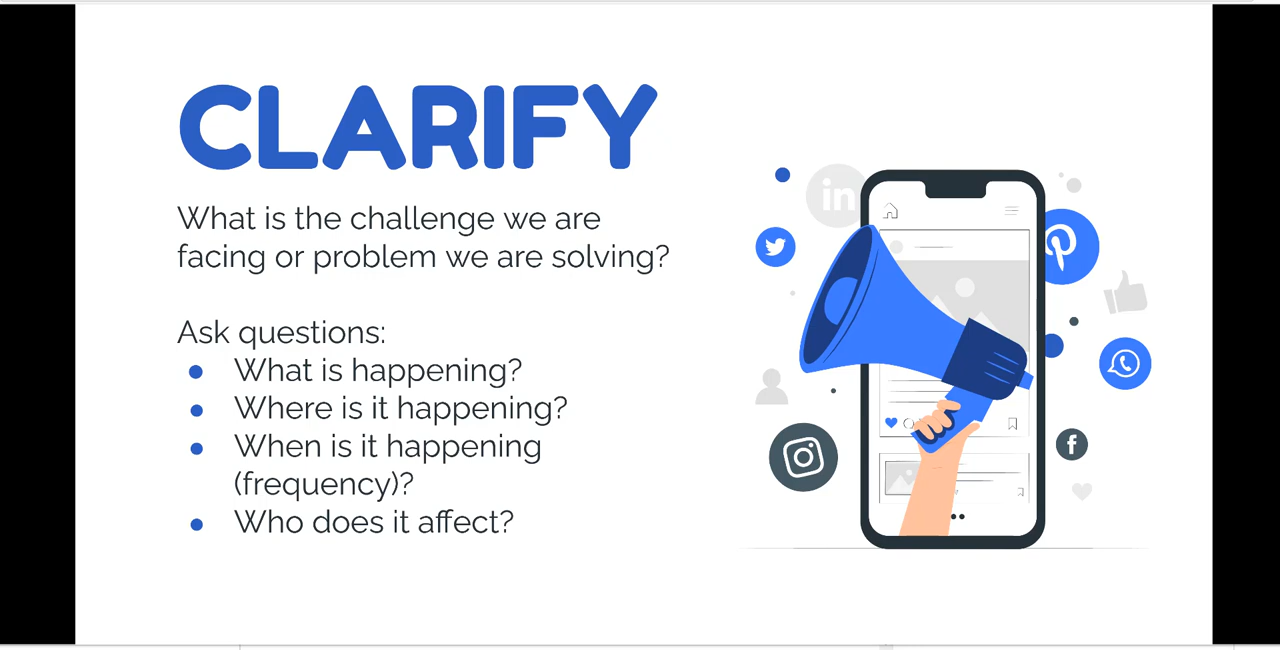 CLARIFY
What is the challenge we are
facing or problem we are solving?
Ask questions:
What is happening?
Where is it happening?
When is it happening
(frequency)?
Who does it affect?
in